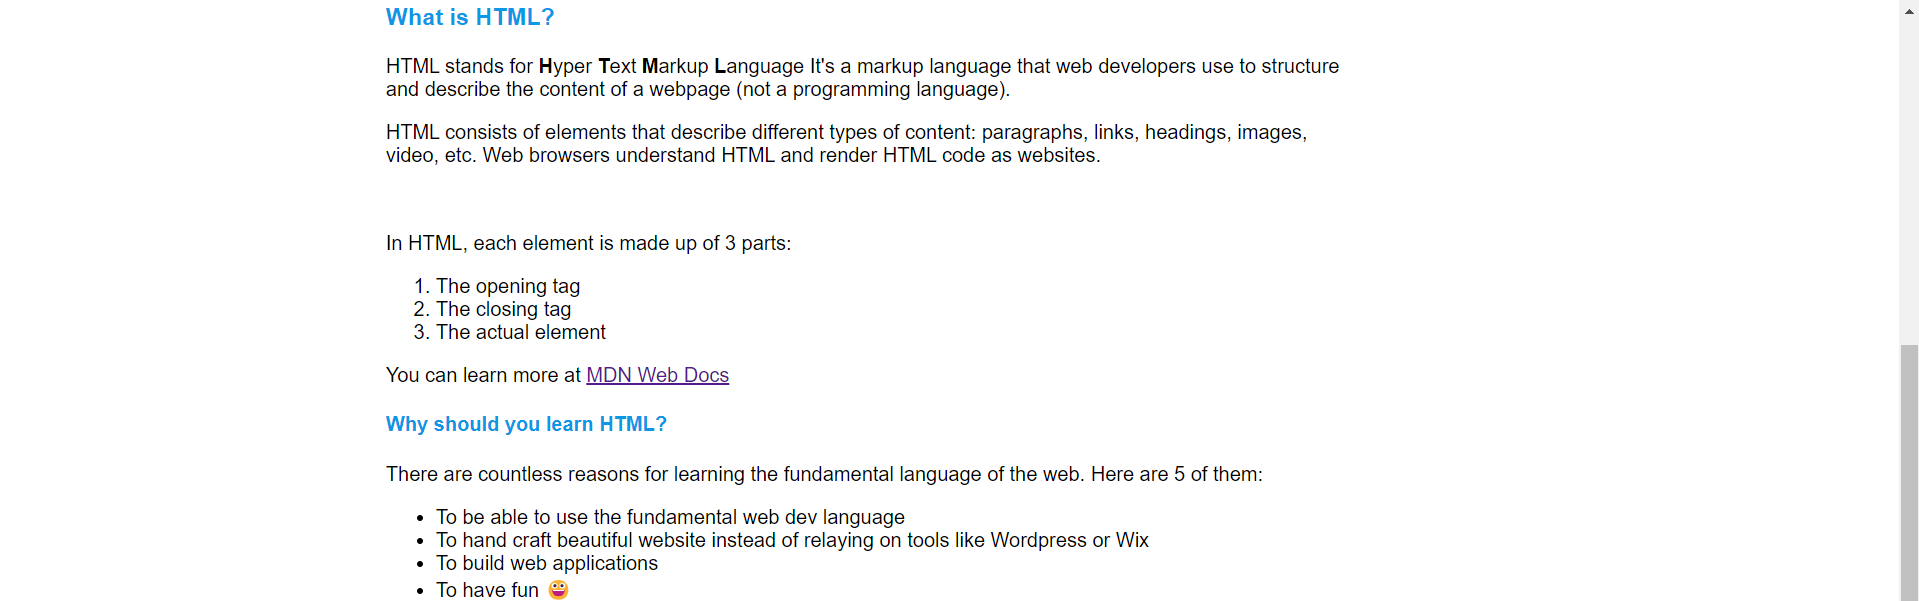 What is HTML?
HTML stands for Hyper Text Markup Language It's a markup language that web developers use to structure
and describe the content of a webpage (not a programming language).
HTML consists of elements that describe different types of content: paragraphs, links, headings, images,
video, etc. Web browsers understand HTML and render HTML code as websites.
In HTML, each element is made up of 3 parts:
1. The opening tag
2. The closing tag
3. The actual element
You can learn more at MDN Web Docs
Why should you learn HTML?
There are countless reasons for learning the fundamental language of the web. Here are 5 of them:
• To be able to use the fundamental web dev language
• To hand craft beautiful website instead of relaying on tools like Wordpress or Wix
• To build web applications
• To have fun 😀